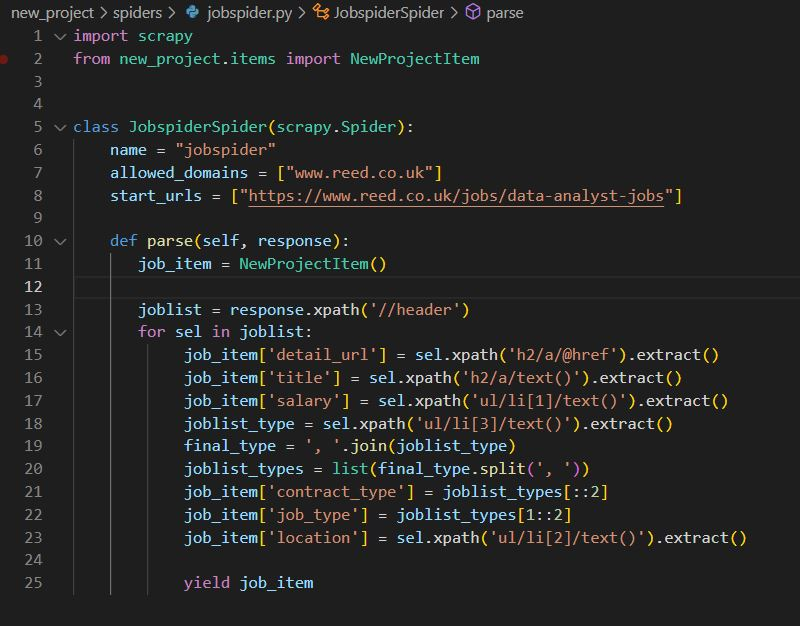 new_project > spiders > jobspider.py > JobspiderSpider > parse
1 import scrapy
2 from new_project.items import NewProjectItem
3
4
5 class JobspiderSpider(scrapy.Spider):
6     name = "jobspider"
7     allowed_domains = ["www.reed.co.uk"]
8     start_urls = ["https://www.reed.co.uk/jobs/data-analyst-jobs"]
9
10     def parse(self, response):
11        job_item = NewProjectItem()
12
13        joblist = response.xpath('//header')
14        for sel in joblist:
15             job_item['detail_url'] = sel.xpath('h2/a/@href').extract()
16             job_item['title'] = sel.xpath('h2/a/text()').extract()
17             job_item['salary'] = sel.xpath('ul/li[1]/text()').extract()
18             joblist_type = sel.xpath('ul/li[3]/text()').extract()
19             final_type = ', '.join(joblist_type)
20             joblist_types = list(final_type.split(', '))
21             job_item['contract_type'] = joblist_types[::2]
22             job_item['job_type'] = joblist_types[1::2]
23             job_item['location'] = sel.xpath('ul/li[2]/text()').extract()
24
25             yield job_item